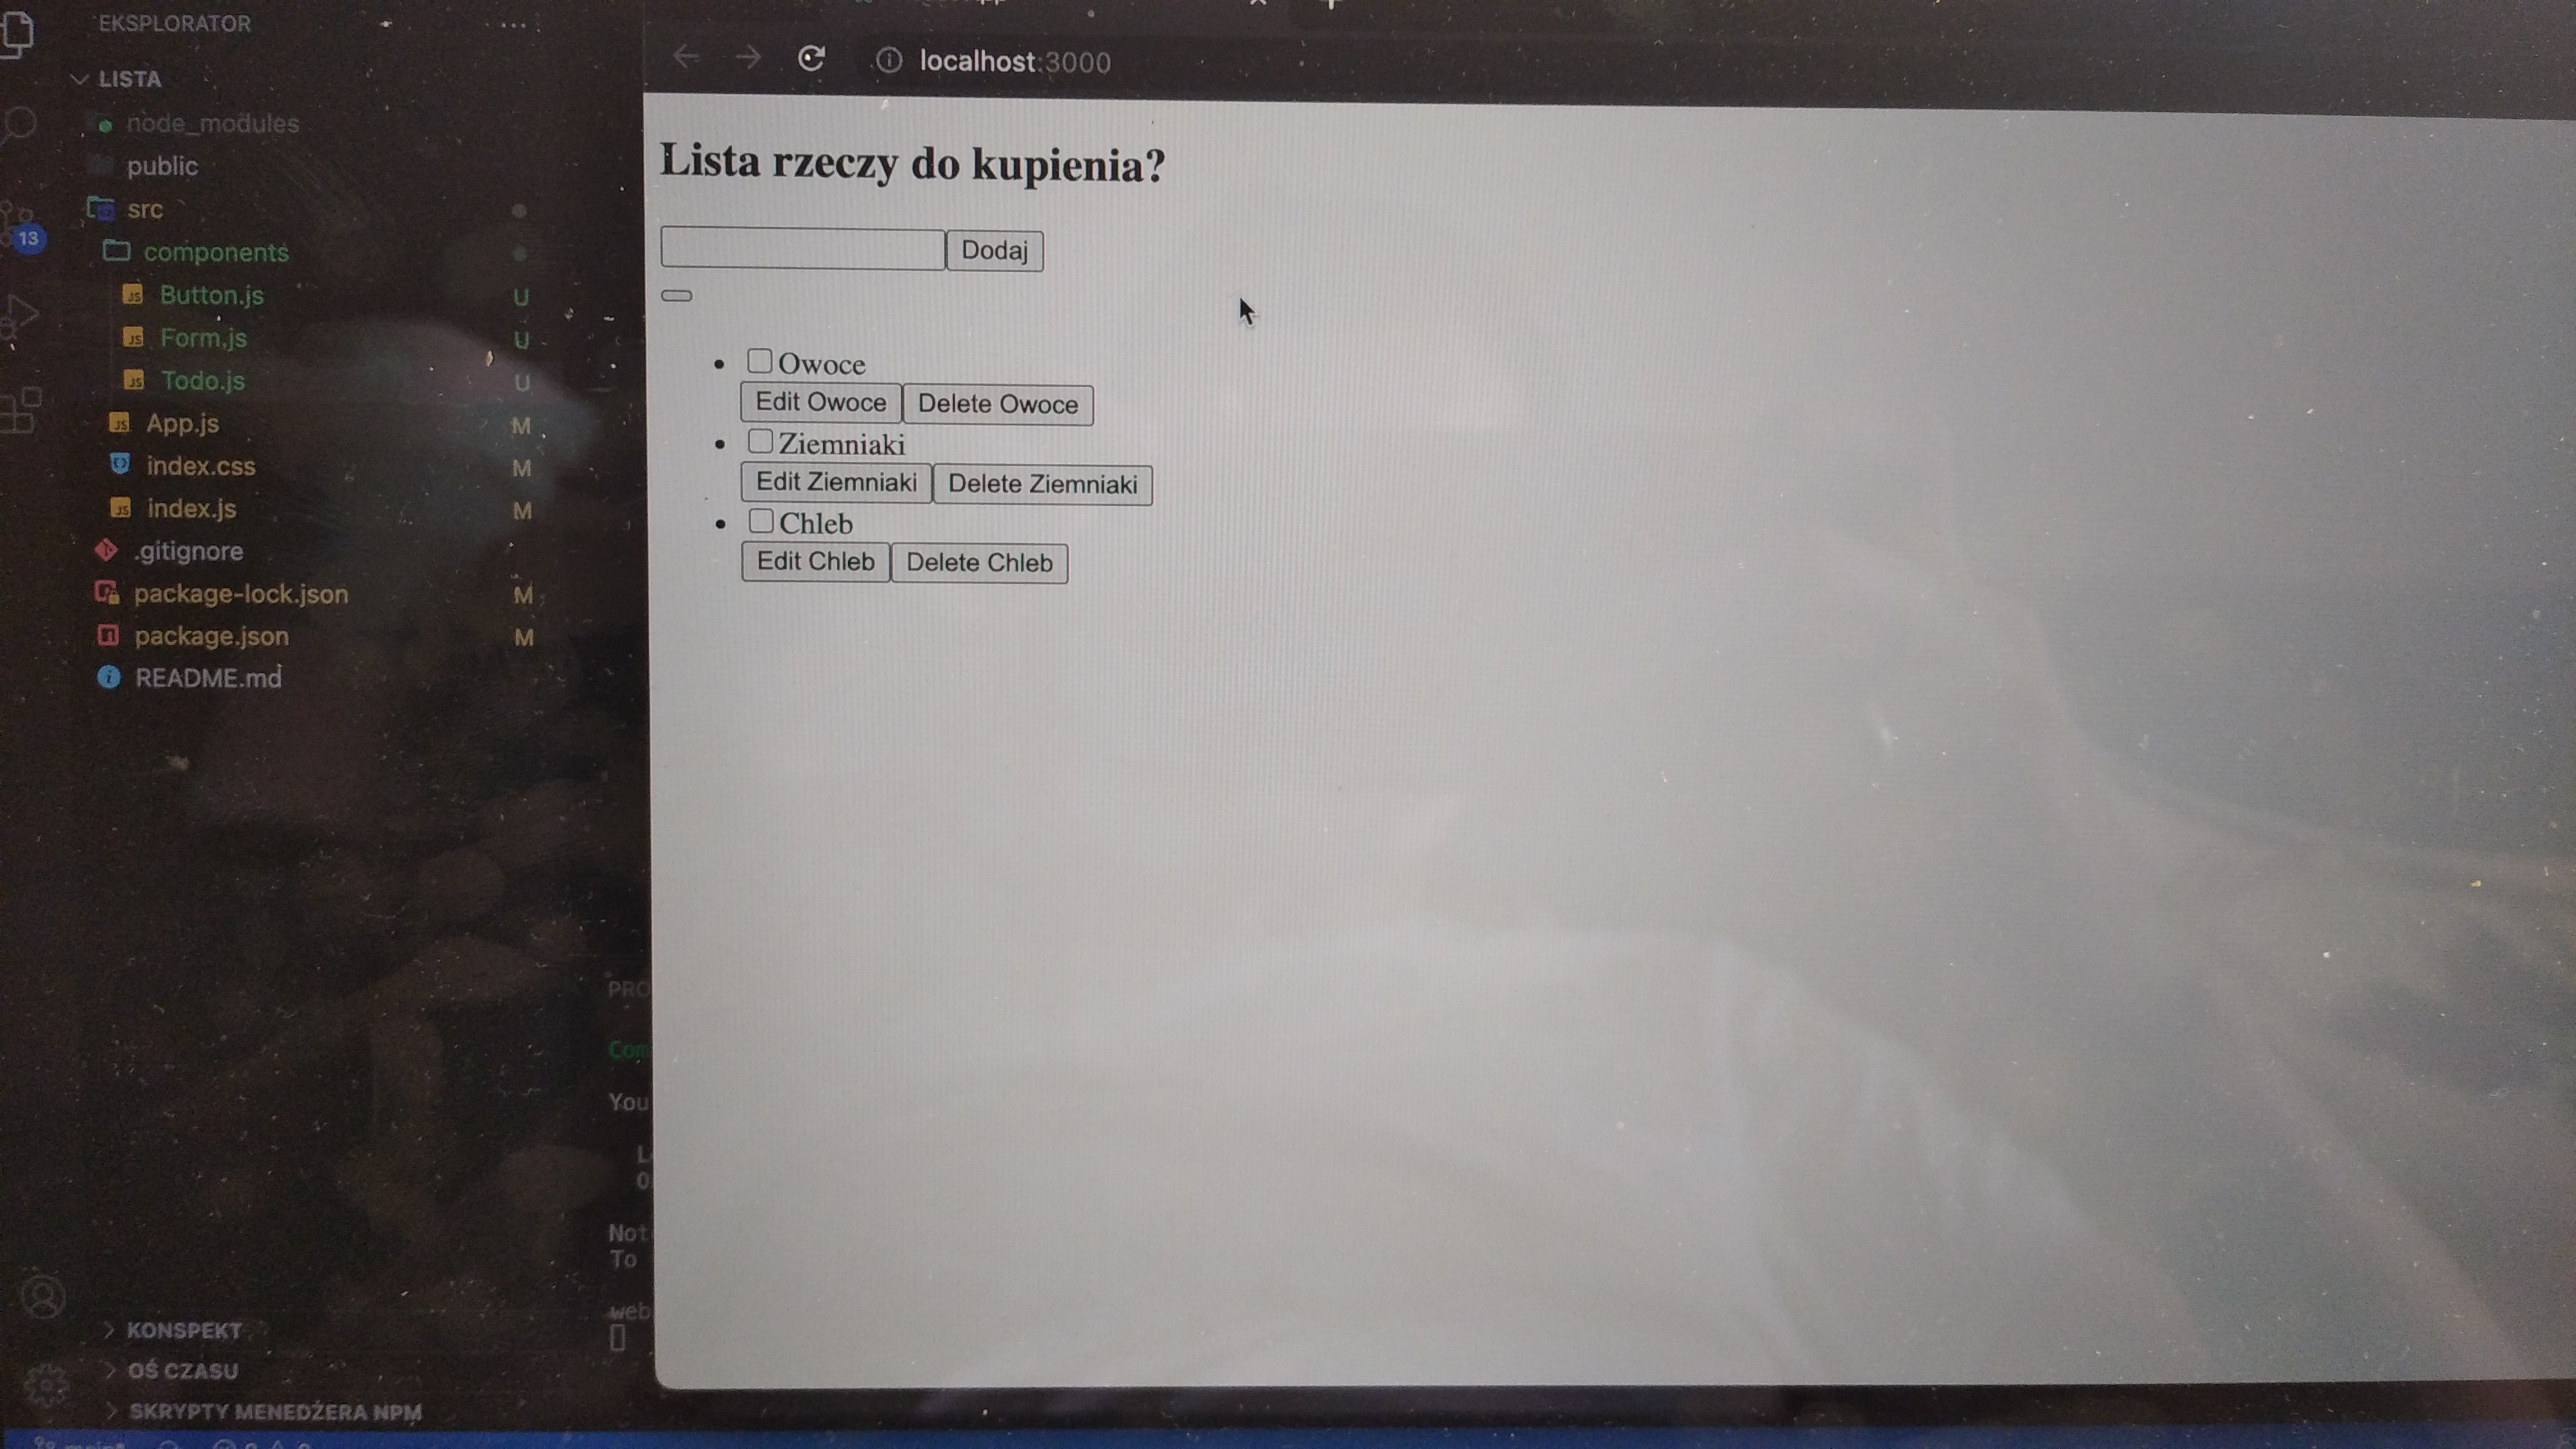 EKSPLORATOR ...
LISTA
node_modules
public
src
13
components
Button.js U
Form.js U
Todo.js U
App.js M
index.css M
index.js M
.gitignore
package-lock.json M
package.json M
README.md
PRO
Com
You
L
0
Not
To
web
KONSPEKT
OŚ CZASU
SKRYPTY MENEDŻERA NPM
localhost:3000
Lista rzeczy do kupienia?
Dodaj
Owoce
Edit Owoce Delete Owoce
Ziemniaki
Edit Ziemniaki Delete Ziemniaki
Chleb
Edit Chleb Delete Chleb